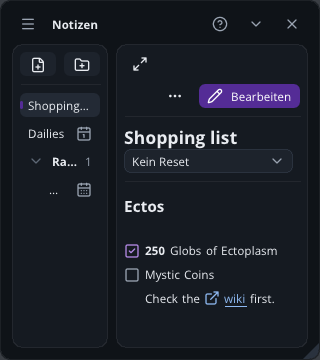 Notizen
Shopping...
Dailies
Ra... 1
...
Bearbeiten
Shopping list
Kein Reset
Ectos
250 Globs of Ectoplasm
Mystic Coins
Check the wiki first.